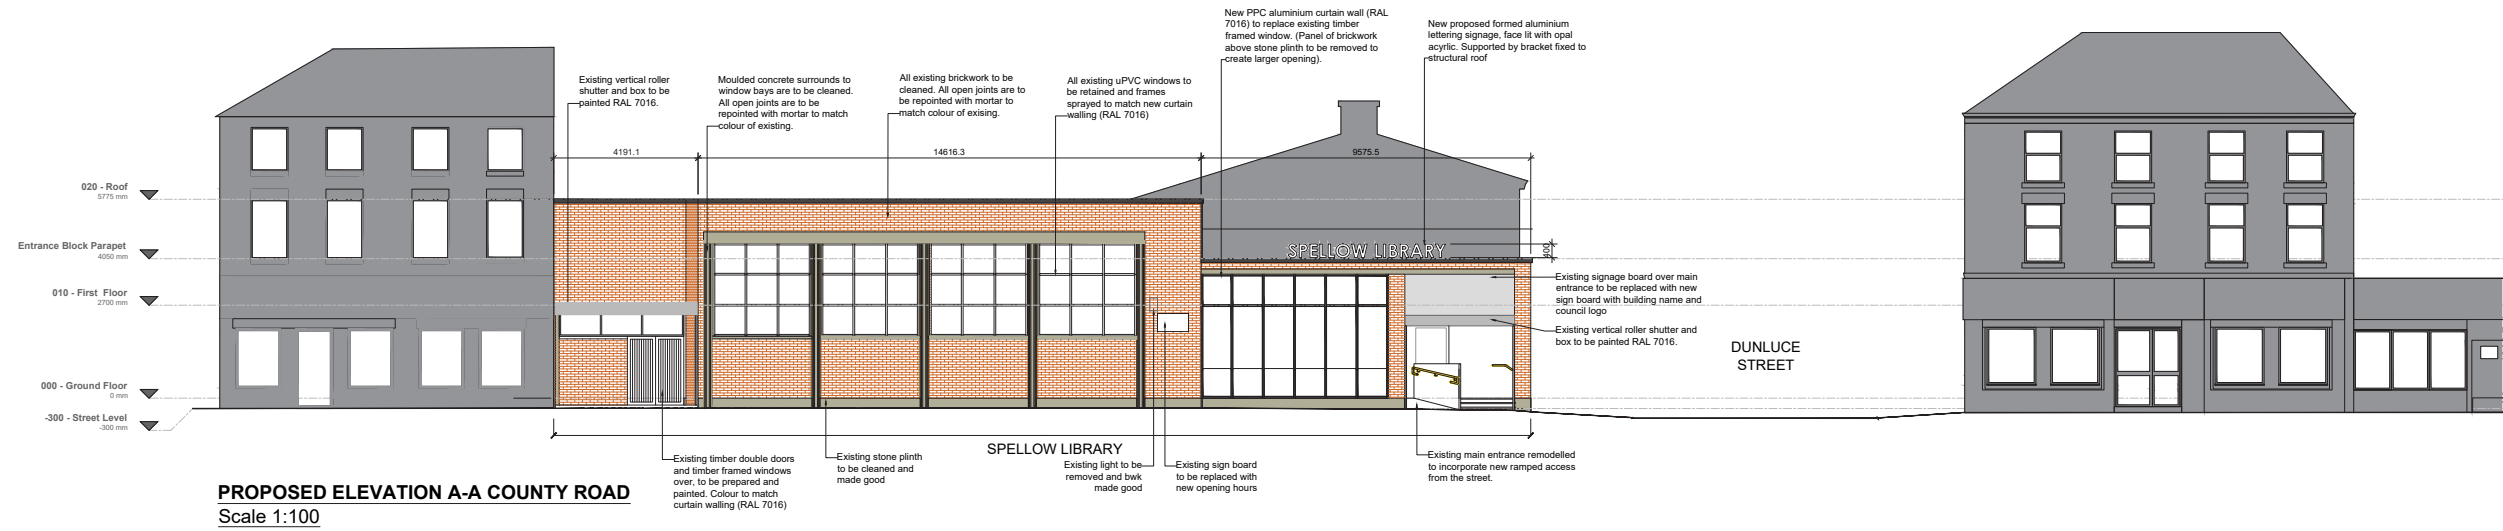 New PPC aluminium curtain wall (RAL
7016) to replace existing timber
framed window. (Panel of brickwork
above stone plinth to be removed to
create larger opening).
New proposed formed aluminium
lettering signage, face lit with opal
acyrlic. Supported by bracket fixed to
structural roof
Existing vertical roller
shutter and box to be
painted RAL 7016.
Moulded concrete surrounds to
window bays are to be cleaned.
All open joints are to be
repointed with mortar to match
colour of existing.
All existing brickwork to be
cleaned. All open joints are to
be repointed with mortar to
match colour of exising.
All existing uPVC windows to
be retained and frames
sprayed to match new curtain
walling (RAL 7016)
4191.1
14616.3
9575.5
020 - Roof
5775 mm
Entrance Block Parapet
4050 mm
010 - First Floor
2700 mm
000 - Ground Floor
0 mm
-300 - Street Level
-300 mm
SPELLOW LIBRARY
400
Existing signage board over main
entrance to be replaced with new
sign board with building name and
council logo
Existing vertical roller shutter and
box to be painted RAL 7016.
DUNLUCE
STREET
SPELLOW LIBRARY
Existing timber double doors
and timber framed windows
over, to be prepared and
painted. Colour to match
curtain walling (RAL 7016)
Existing stone plinth
to be cleaned and
made good
Existing light to be
removed and bwk
made good
Existing sign board
to be replaced with
new opening hours
Existing main entrance remodelled
to incorporate new ramped access
from the street.
PROPOSED ELEVATION A-A COUNTY ROAD
Scale 1:100